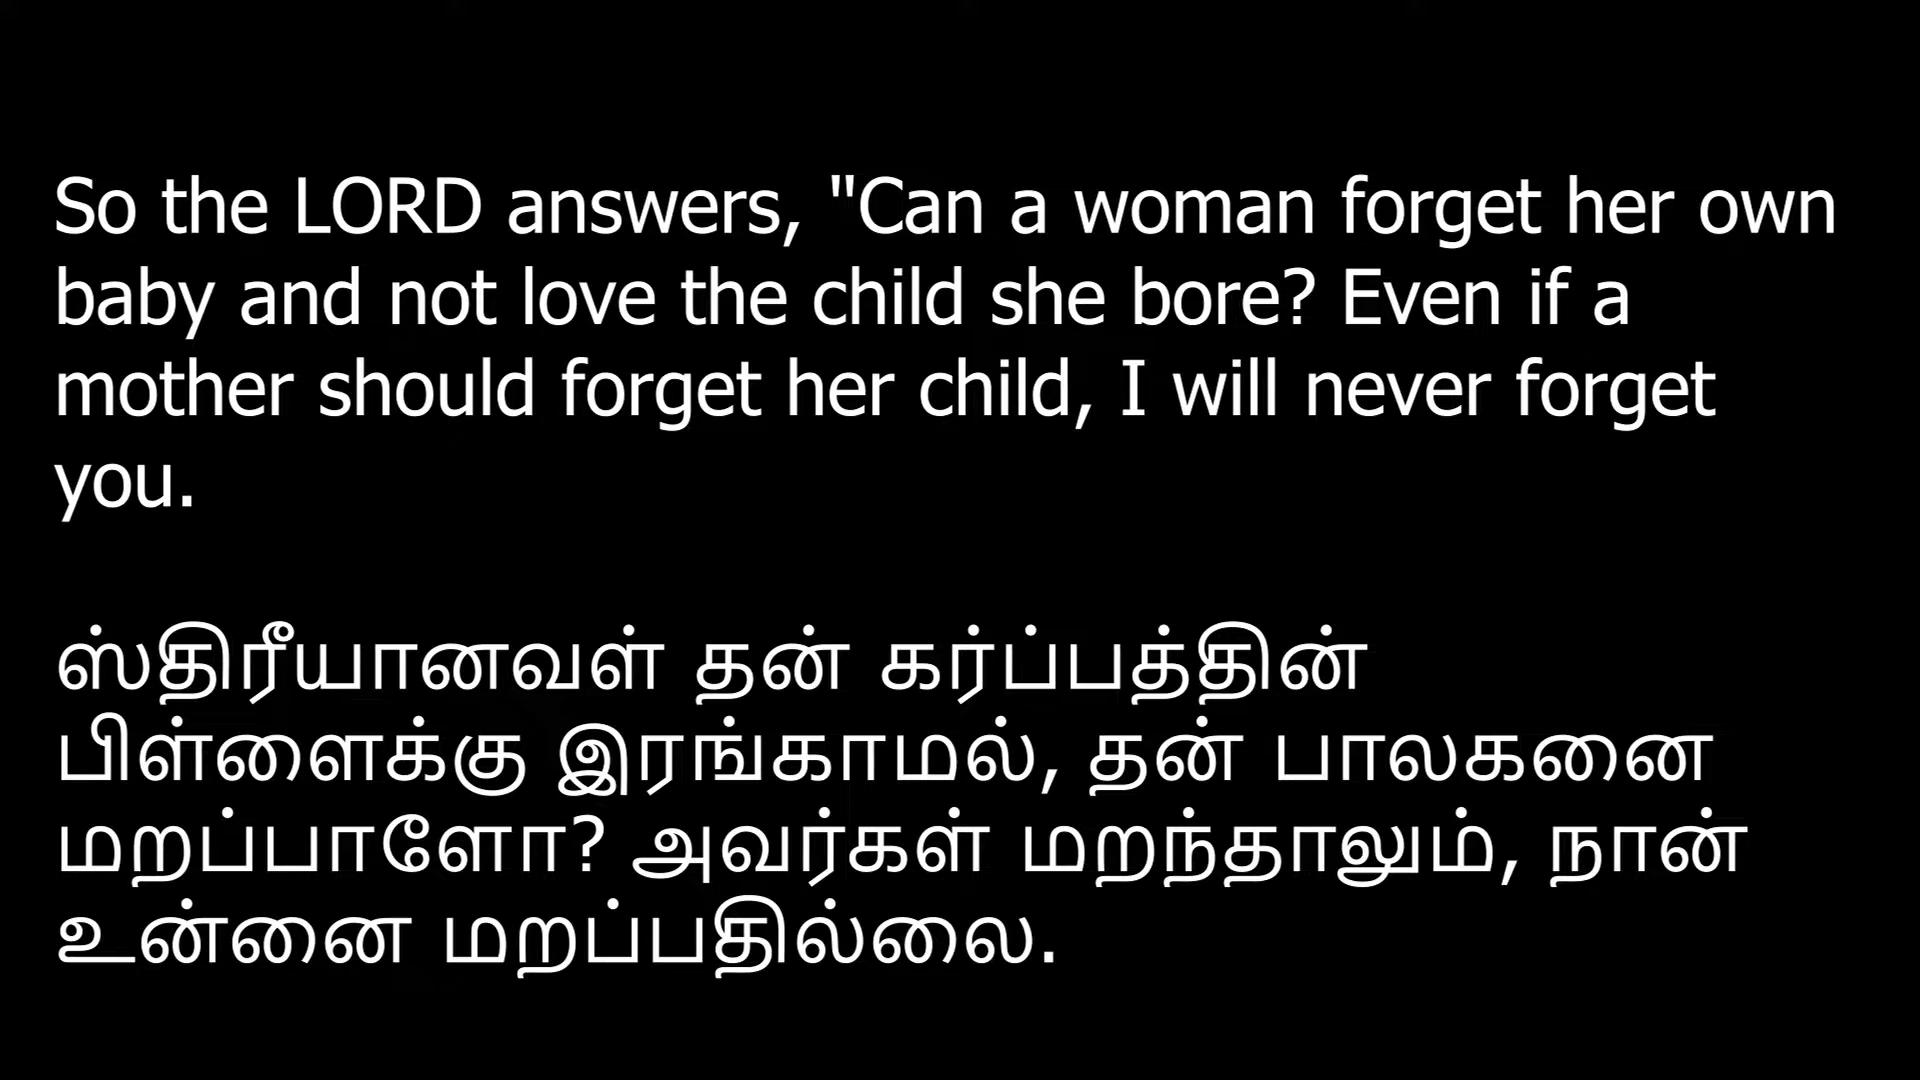 So the LORD answers, "Can a woman forget her own
baby and not love the child she bore? Even if a
mother should forget her child, I will never forget
you.
ஸ்திரீயானவள் தன் கர்ப்பத்தின்
பிள்ளைக்கு இரங்காமல், தன் பாலகனை
மறப்பாளோ? அவர்கள் மறந்தாலும், நான்
உன்னை மறப்பதில்லை.